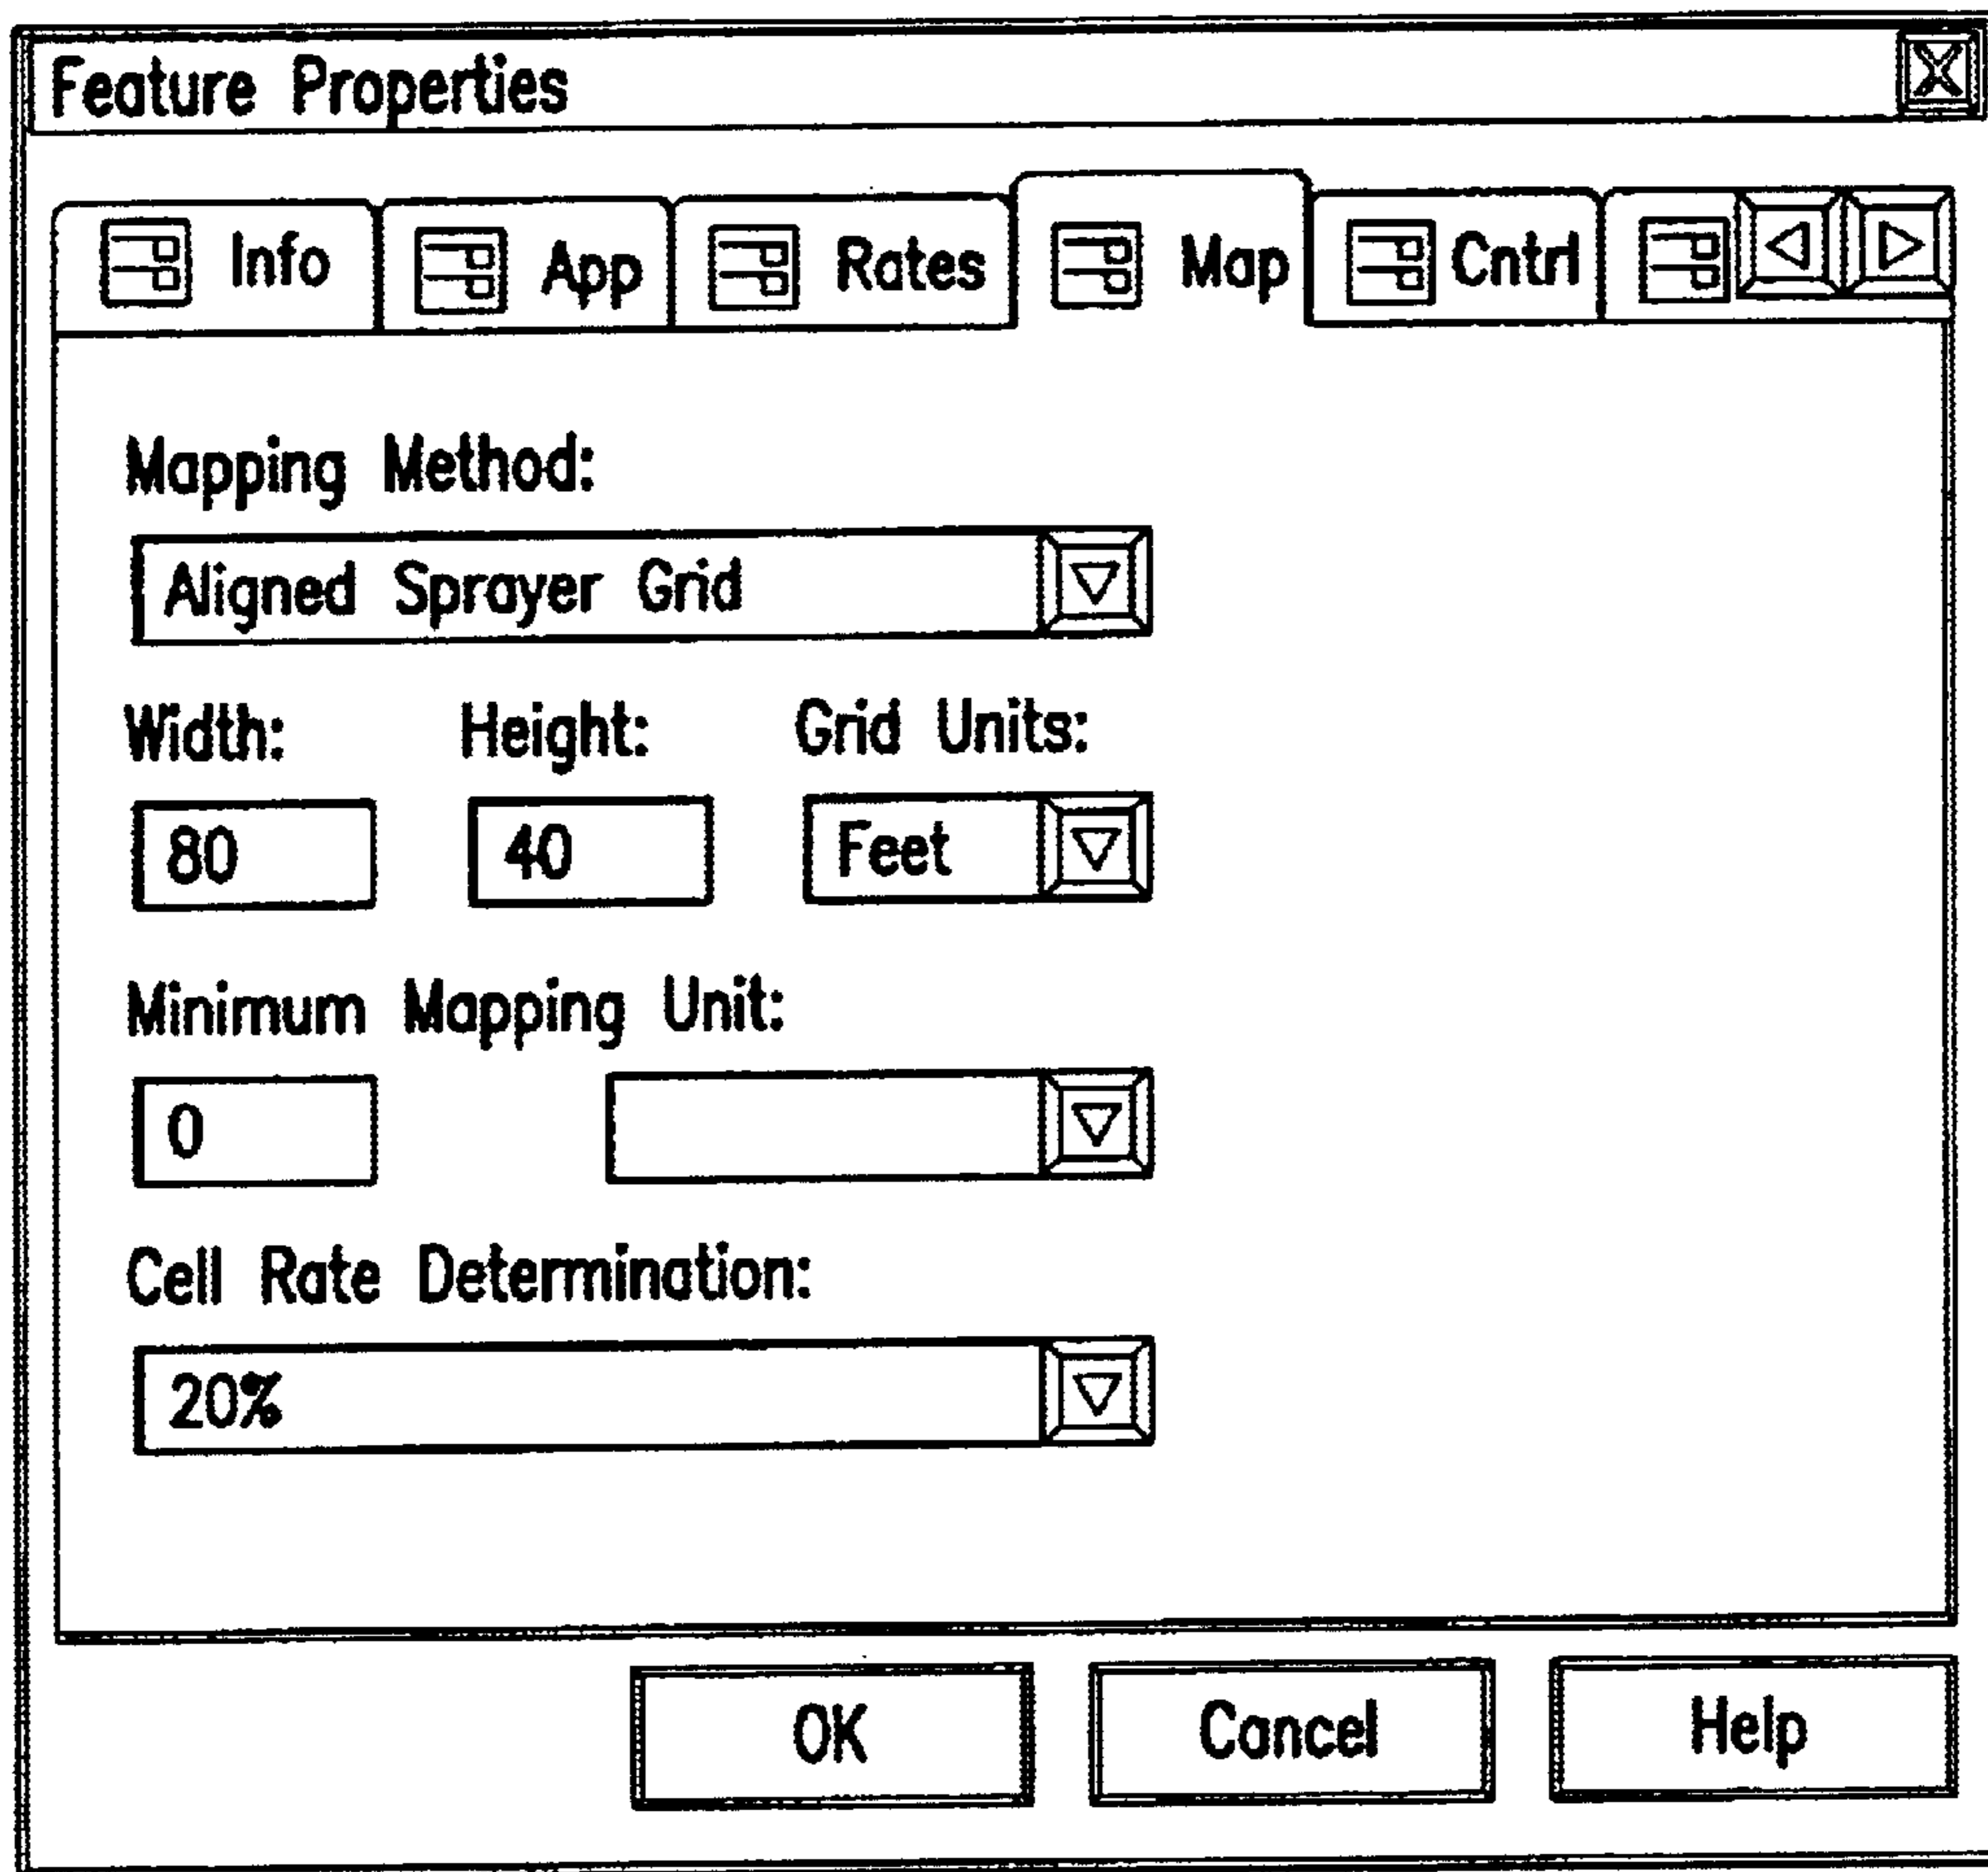 Feature Properties X
Info App Rates Map Cntrl
Mapping Method:
Aligned Sprayer Grid
Width: Height: Grid Units:
80 40 Feet
Minimum Mapping Unit:
0
Cell Rate Determination:
20%
OK Cancel Help